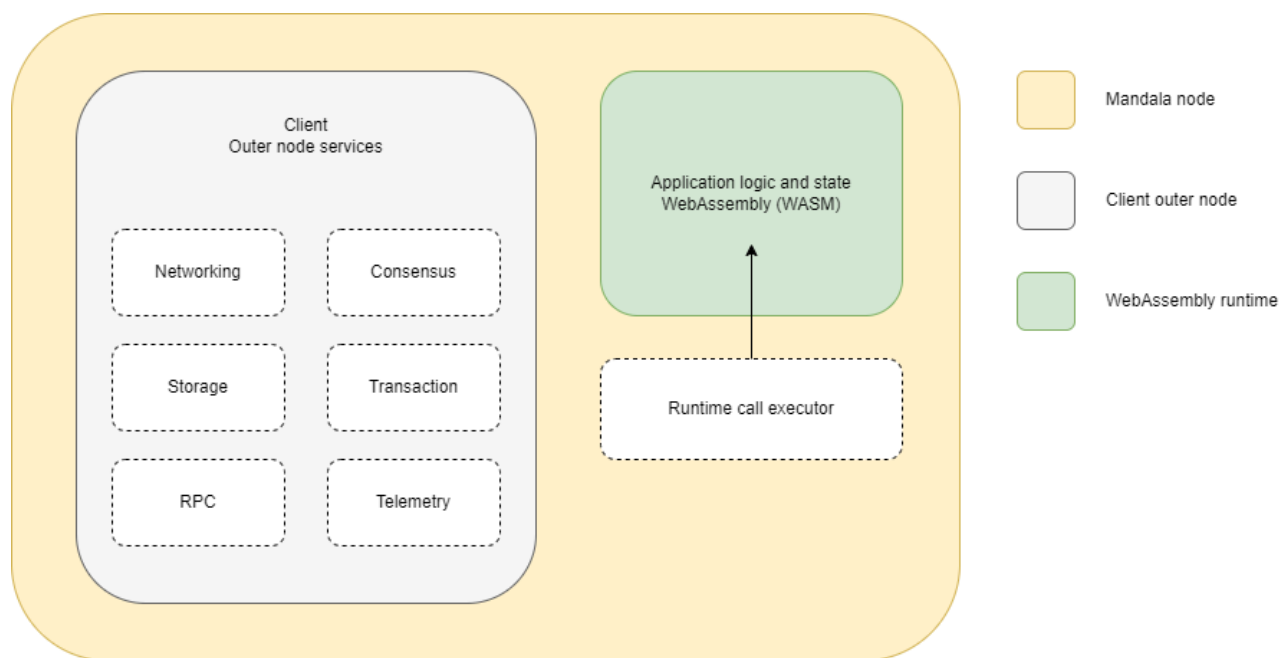 Client
Outer node services
Networking
Consensus
Storage
Transaction
RPC
Telemetry
Application logic and state
WebAssembly (WASM)
Runtime call executor
Mandala node
Client outer node
WebAssembly runtime